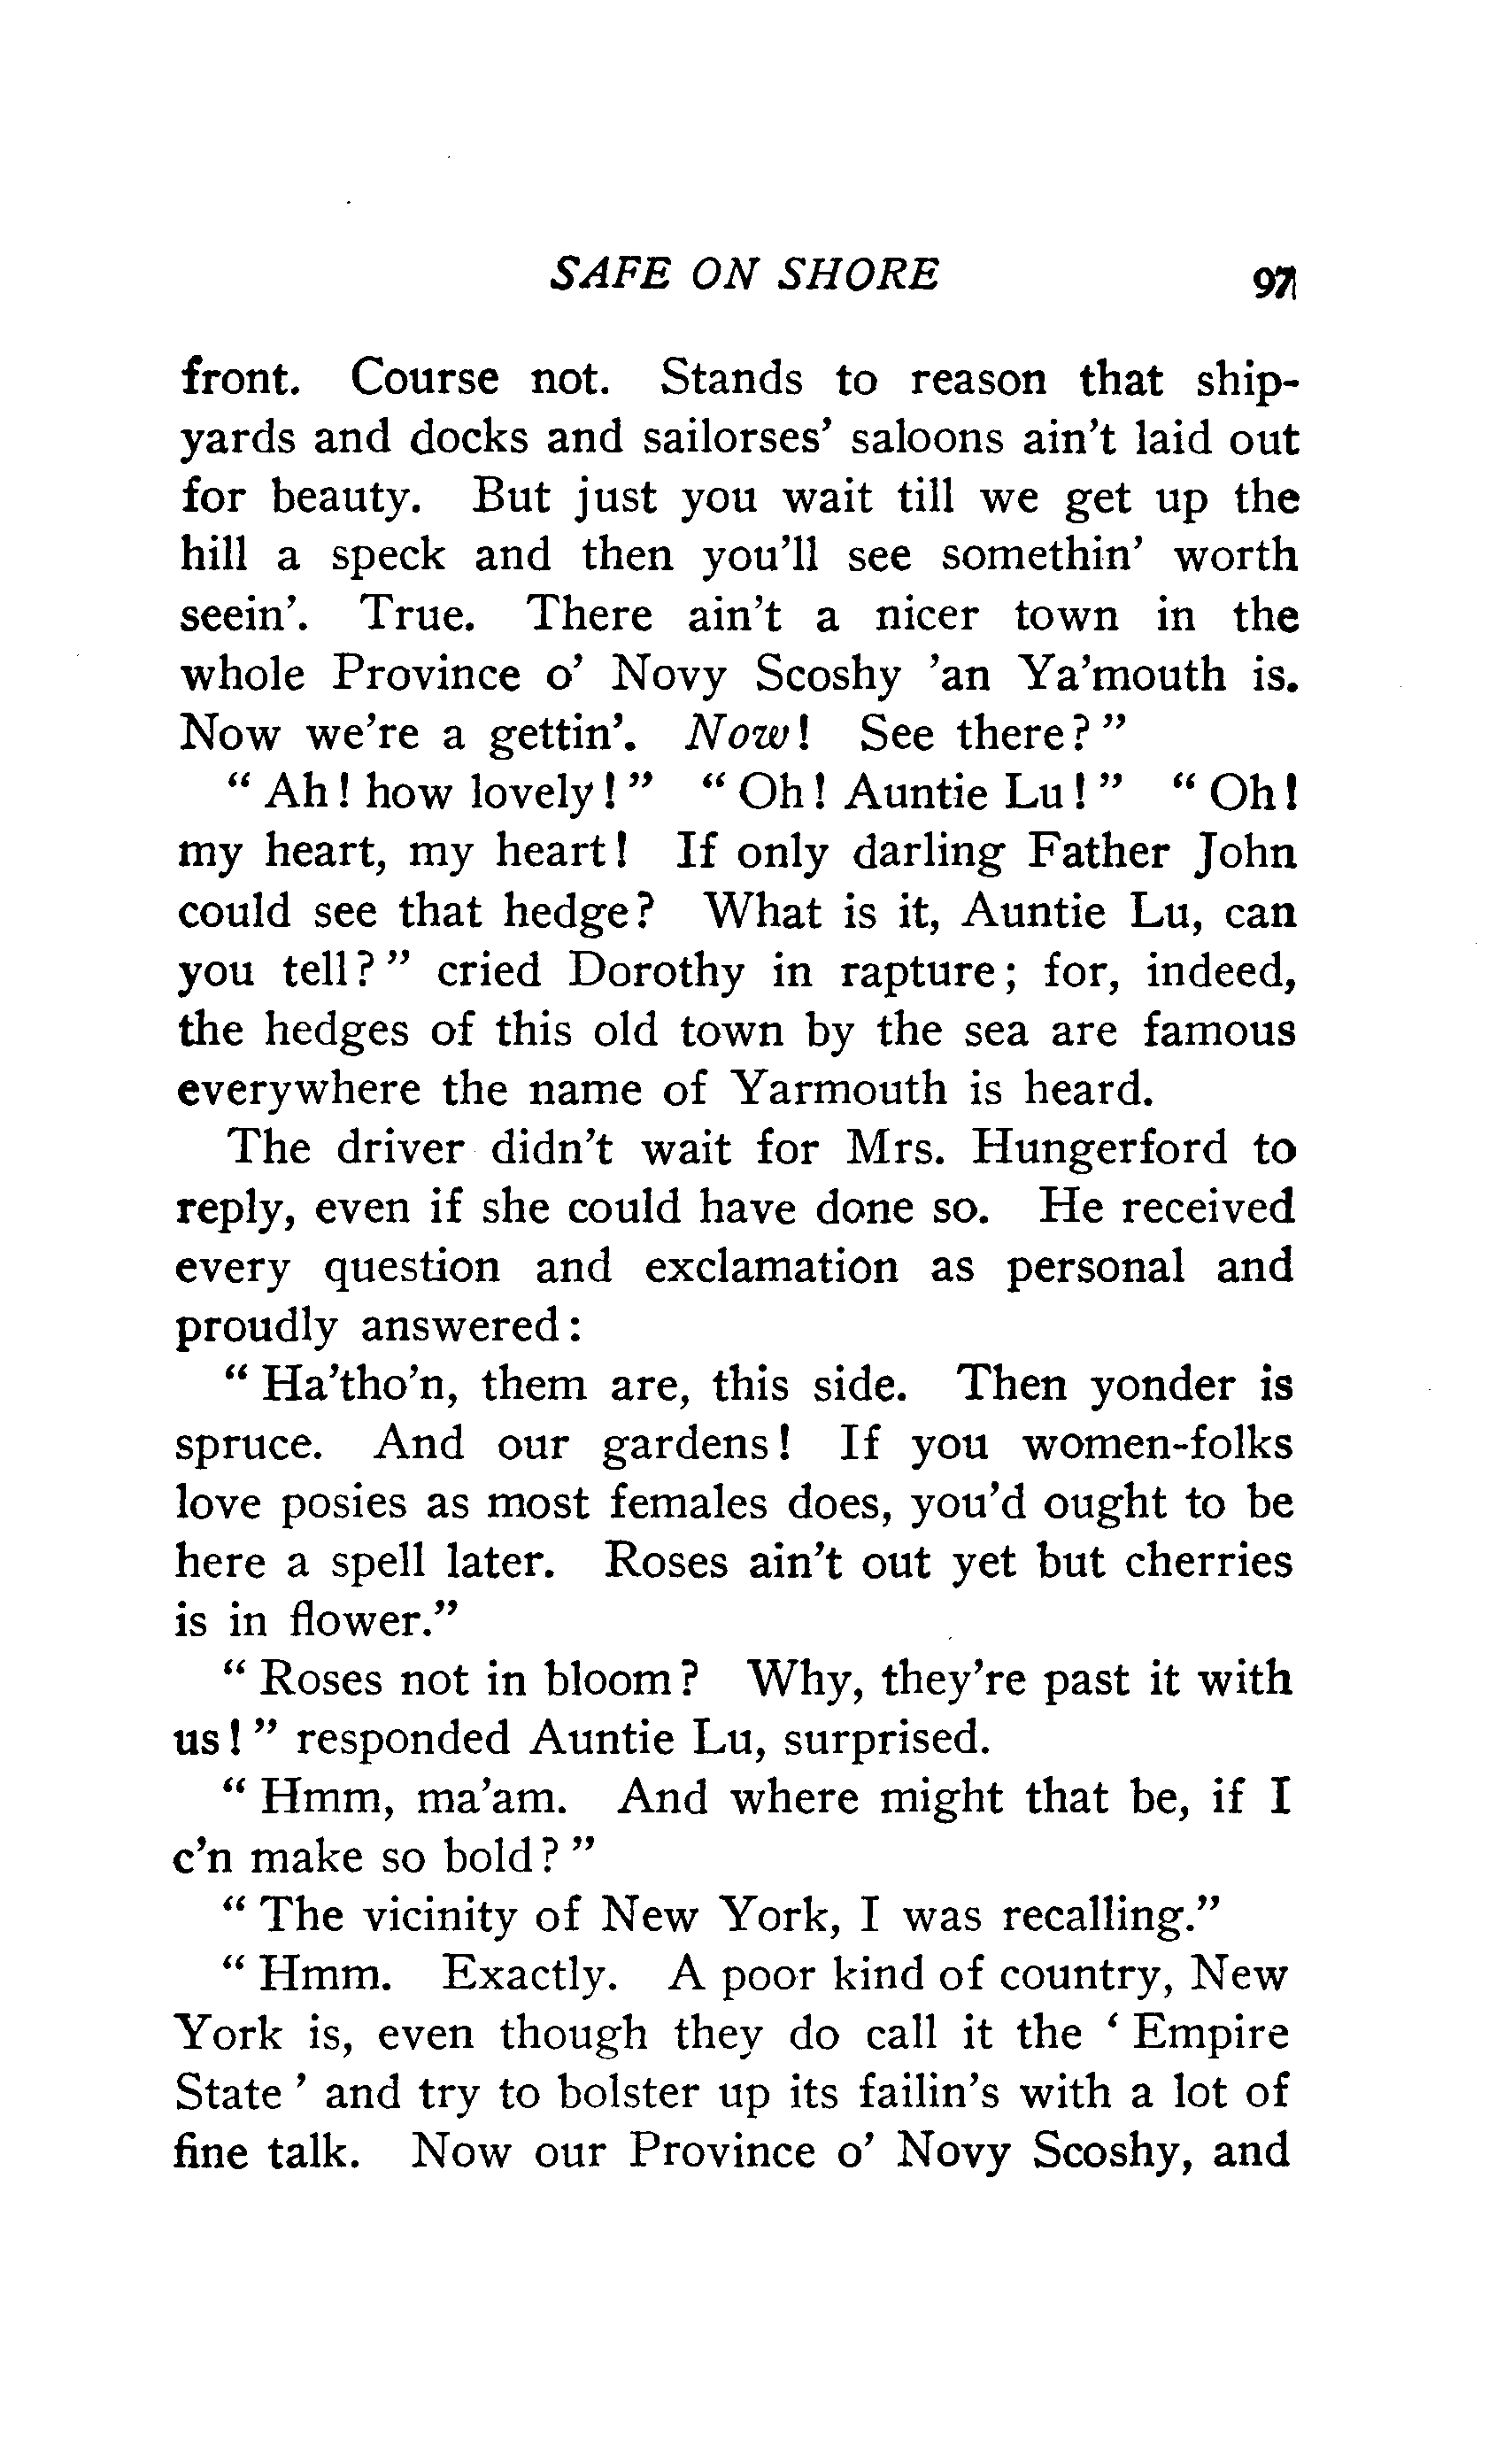 SAFE ON SHORE 97
front. Course not. Stands to reason that ship-
yards and docks and sailorses' saloons ain't laid out
for beauty. But just you wait till we get up the
hill a speck and then you'll see somethin' worth
seein'. True. There ain't a nicer town in the
whole Province o' Novy Scoshy 'an Ya'mouth is.
Now we're a gettin'. Now! See there?"
"Ah! how lovely!" "Oh! Auntie Lu!" "Oh!
my heart, my heart! If only darling Father John
could see that hedge? What is it, Auntie Lu, can
you tell?" cried Dorothy in rapture; for, indeed,
the hedges of this old town by the sea are famous
everywhere the name of Yarmouth is heard.
The driver didn't wait for Mrs. Hungerford to
reply, even if she could have done so. He received
every question and exclamation as personal and
proudly answered:
"Ha'tho'n, them are, this side. Then yonder is
spruce. And our gardens! If you women-folks
love posies as most females does, you'd ought to be
here a spell later. Roses ain't out yet but cherries
is in flower."
"Roses not in bloom? Why, they're past it with
us!" responded Auntie Lu, surprised.
"Hmm, ma'am. And where might that be, if I
c'n make so bold?"
"The vicinity of New York, I was recalling."
"Hmm. Exactly. A poor kind of country, New
York is, even though they do call it the 'Empire
State' and try to bolster up its failin's with a lot of
fine talk. Now our Province o' Novy Scoshy, and